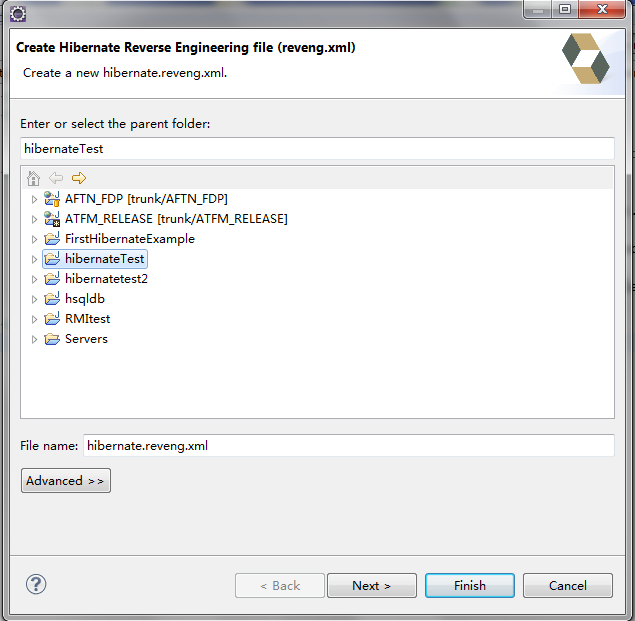 Create Hibernate Reverse Engineering file (reveng.xml)
Create a new hibernate.reveng.xml.
Enter or select the parent folder:
hibernateTest
AFTN_FDP [trunk/AFTN_FDP]
ATFM_RELEASE [trunk/ATFM_RELEASE]
FirstHibernateExample
hibernateTest
hibernatetest2
hsqldb
RMItest
Servers
File name: hibernate.reveng.xml
Advanced >>
< Back Next > Finish Cancel